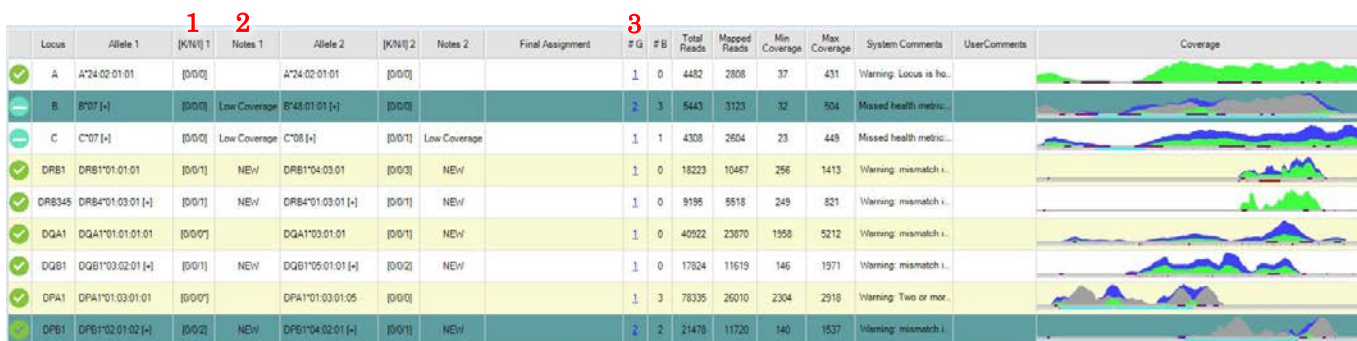 1 2 3
Locus Allele 1 [K/N/I] 1 Notes 1 Allele 2 [K/N/I] 2 Notes 2 Final Assignment # G # B Total Reads Mapped Reads Min Coverage Max Coverage System Comments UserComments Coverage
A A*24:02:01:01 [0/0/0] A*24:02:01:01 [0/0/0] 1 0 4482 2808 37 431 Warning: Locus is ho..
B B*07 [+] [0/0/0] Low Coverage B*48:01:01 [+] [0/0/0] 2 3 5443 3123 32 504 Missed health metric:..
C C*07 [+] [0/0/0] Low Coverage C*08 [+] [0/0/1] Low Coverage 1 1 4308 2604 23 449 Missed health metric:..
DRB1 DRB1*01:01:01 [0/0/1] NEW DRB1*04:03:01 [0/0/3] NEW 1 0 18223 10467 256 1413 Warning: mismatch i..
DRB345 DRB4*01:03:01 [+] [0/0/1] NEW DRB4*01:03:01 [+] [0/0/1] NEW 1 0 9195 5518 249 821 Warning: mismatch i..
DQA1 DQA1*01:01:01:01 [0/0/0*] DQA1*03:01:01 [0/0/1] NEW 1 0 40922 23870 1958 5212 Warning: mismatch i..
DQB1 DQB1*03:02:01 [+] [0/0/1] NEW DQB1*05:01:01 [+] [0/0/2] NEW 1 0 17824 11619 146 1971 Warning: mismatch i..
DPA1 DPA1*01:03:01:01 [0/0/0*] DPA1*01:03:01:05 [0/0/0] 1 3 78335 26010 2304 2918 Warning: Two or mor..
DPB1 DPB1*02:01:02 [+] [0/0/2] NEW DPB1*04:02:01 [+] [0/0/1] NEW 2 2 21478 11720 140 1537 Warning: mismatch i..